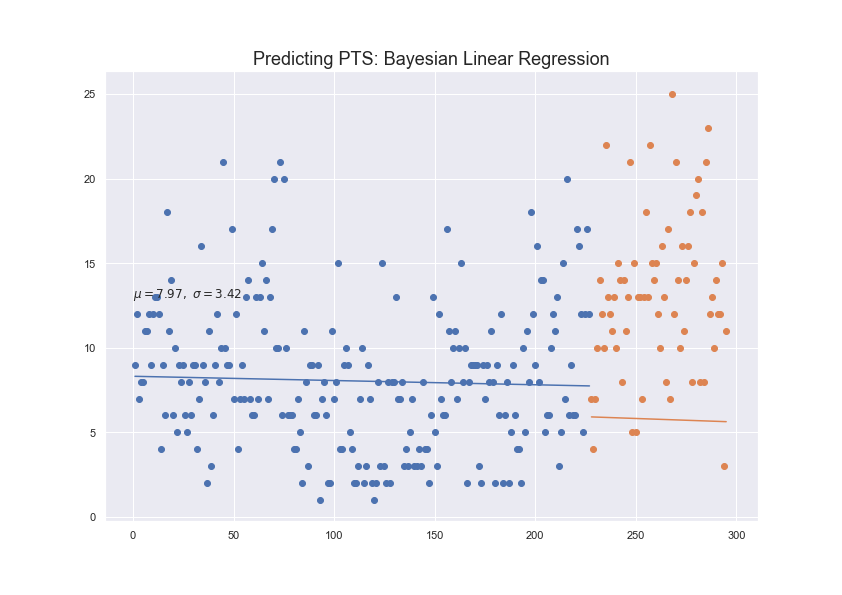 Predicting PTS: Bayesian Linear Regression
25
20
15
μ = 7.97, σ = 3.42
10
5
0
0 50 100 150 200 250 300